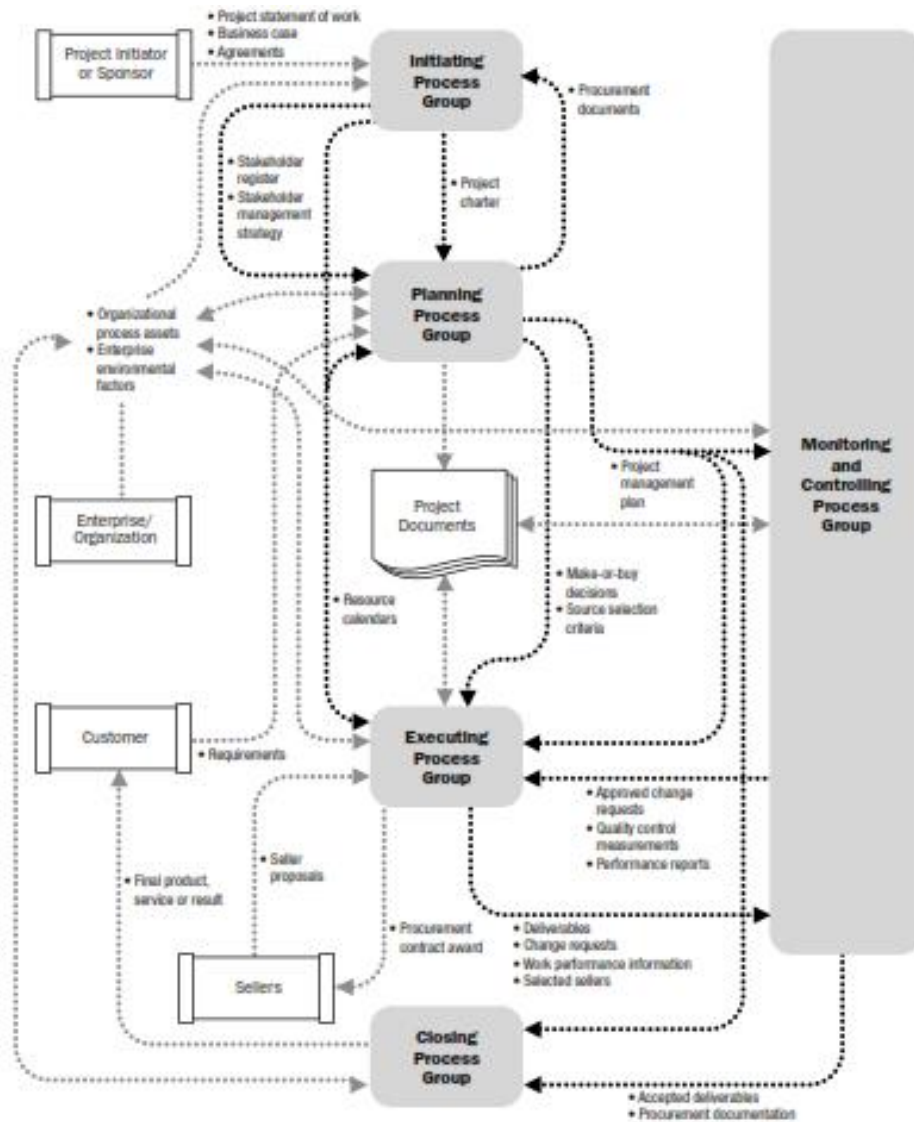 • Project statement of work
• Business case
• Agreements
Project Initiator
or Sponsor
Initiating
Process
Group
• Procurement
documents
• Stakeholder
register
• Stakeholder
management
strategy
• Project
charter
Planning
Process
Group
• Organizational
process assets
• Enterprise
environmental
factors
Monitoring
and
Controlling
Process
Group
• Project
management
plan
Enterprise/
Organization
Project
Documents
• Resource
calendars
• Make-or-buy
decisions
• Source selection
criteria
Customer
• Requirements
Executing
Process
Group
• Approved change
requests
• Quality control
measurements
• Performance reports
• Seller
proposals
• Final product,
service or result
• Procurement
contract award
• Deliverables
• Change requests
• Work performance information
• Selected sellers
Sellers
Closing
Process
Group
• Accepted deliverables
• Procurement documentation